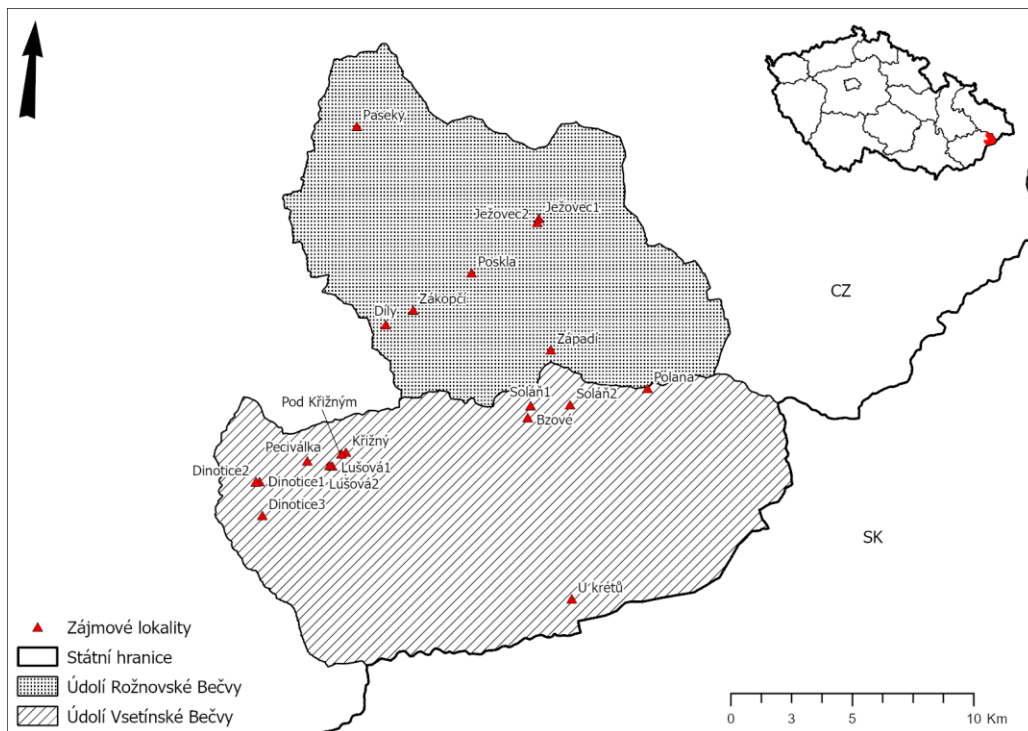 Paseky
Ježovec1
Ježovec2
Poskla
CZ
Zákopčí
Díly
Západí
Polana
Soláň1
Soláň2
Pod Křižným
Bzové
Křižný
Peciválka
Lušová1
Dinotice2
Dinotice1
Lušová2
Dinotice3
SK
U krétů
Zájmové lokality
Státní hranice
Údolí Rožnovské Bečvy
Údolí Vsetínské Bečvy
0 3 5 10 Km